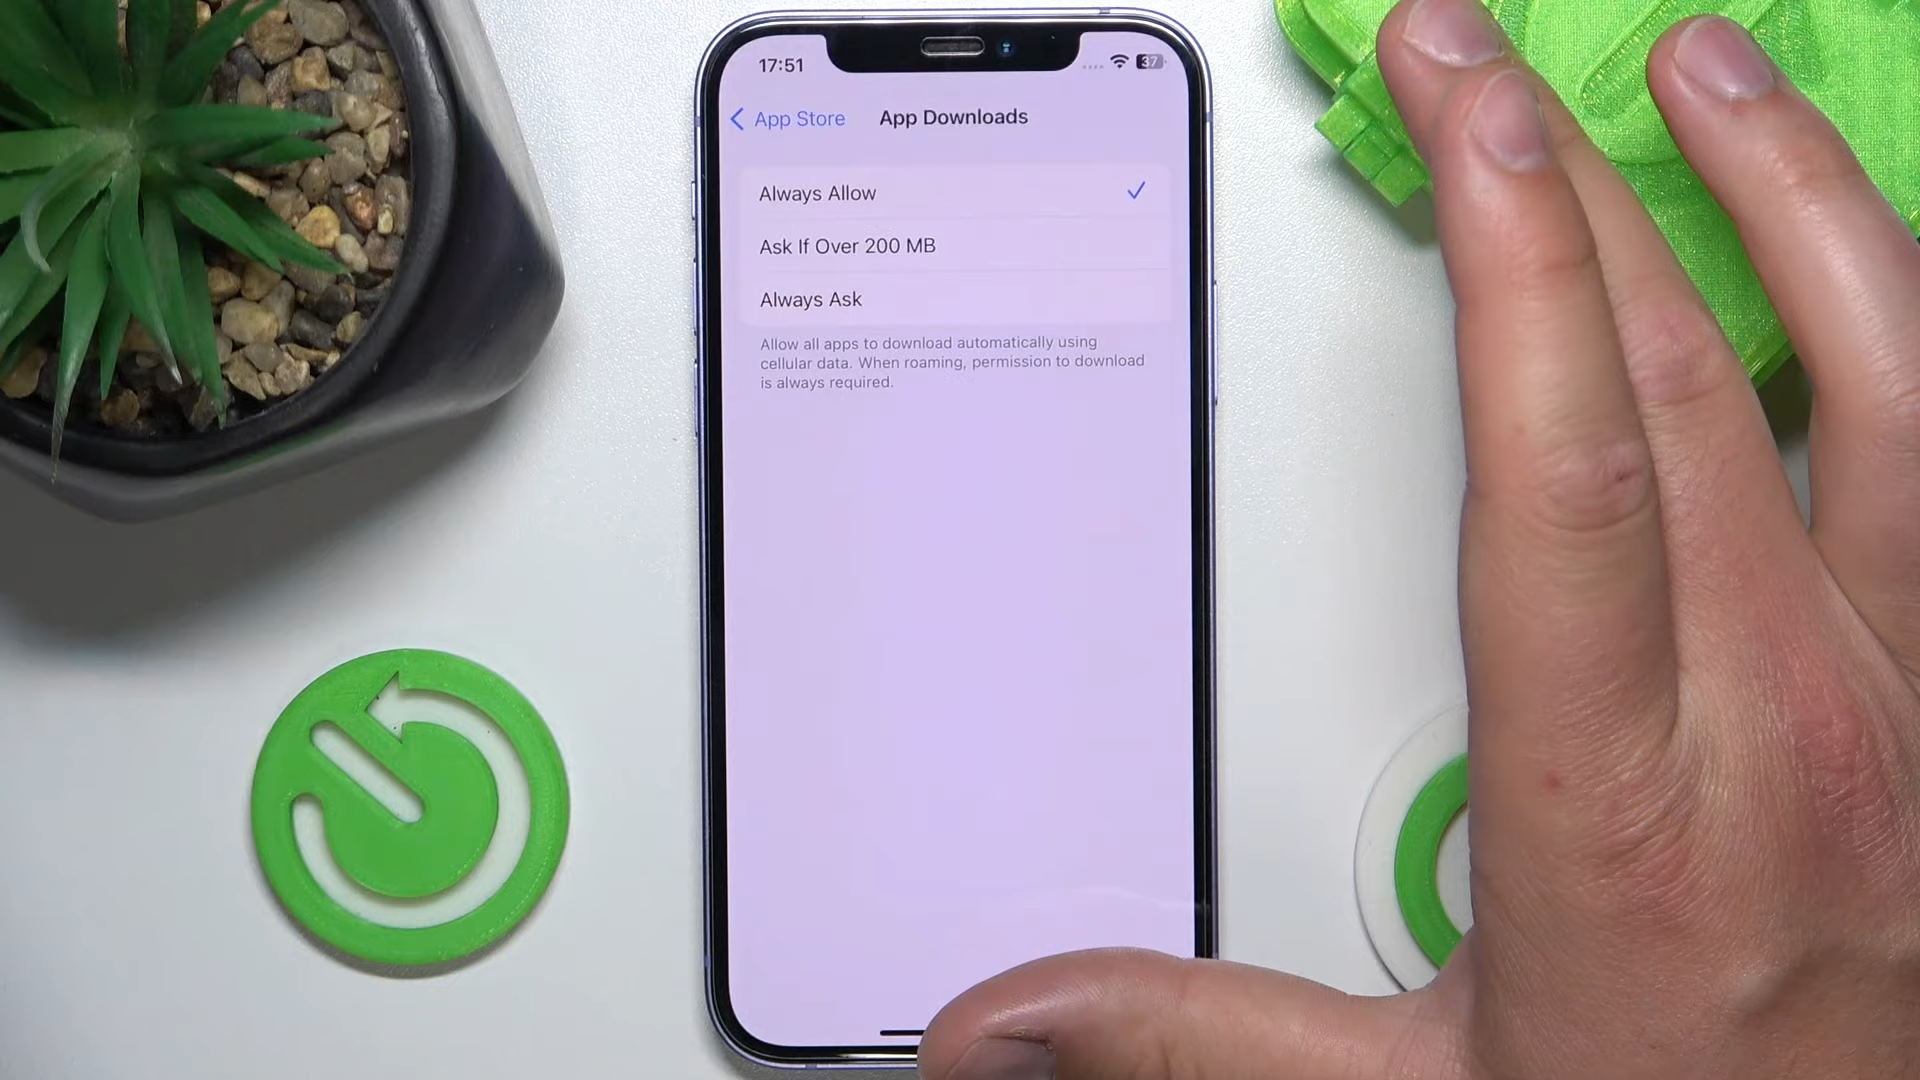 17:51
37
App Store
App Downloads
Always Allow
Ask If Over 200 MB
Always Ask
Allow all apps to download automatically using
cellular data. When roaming, permission to download
is always required.